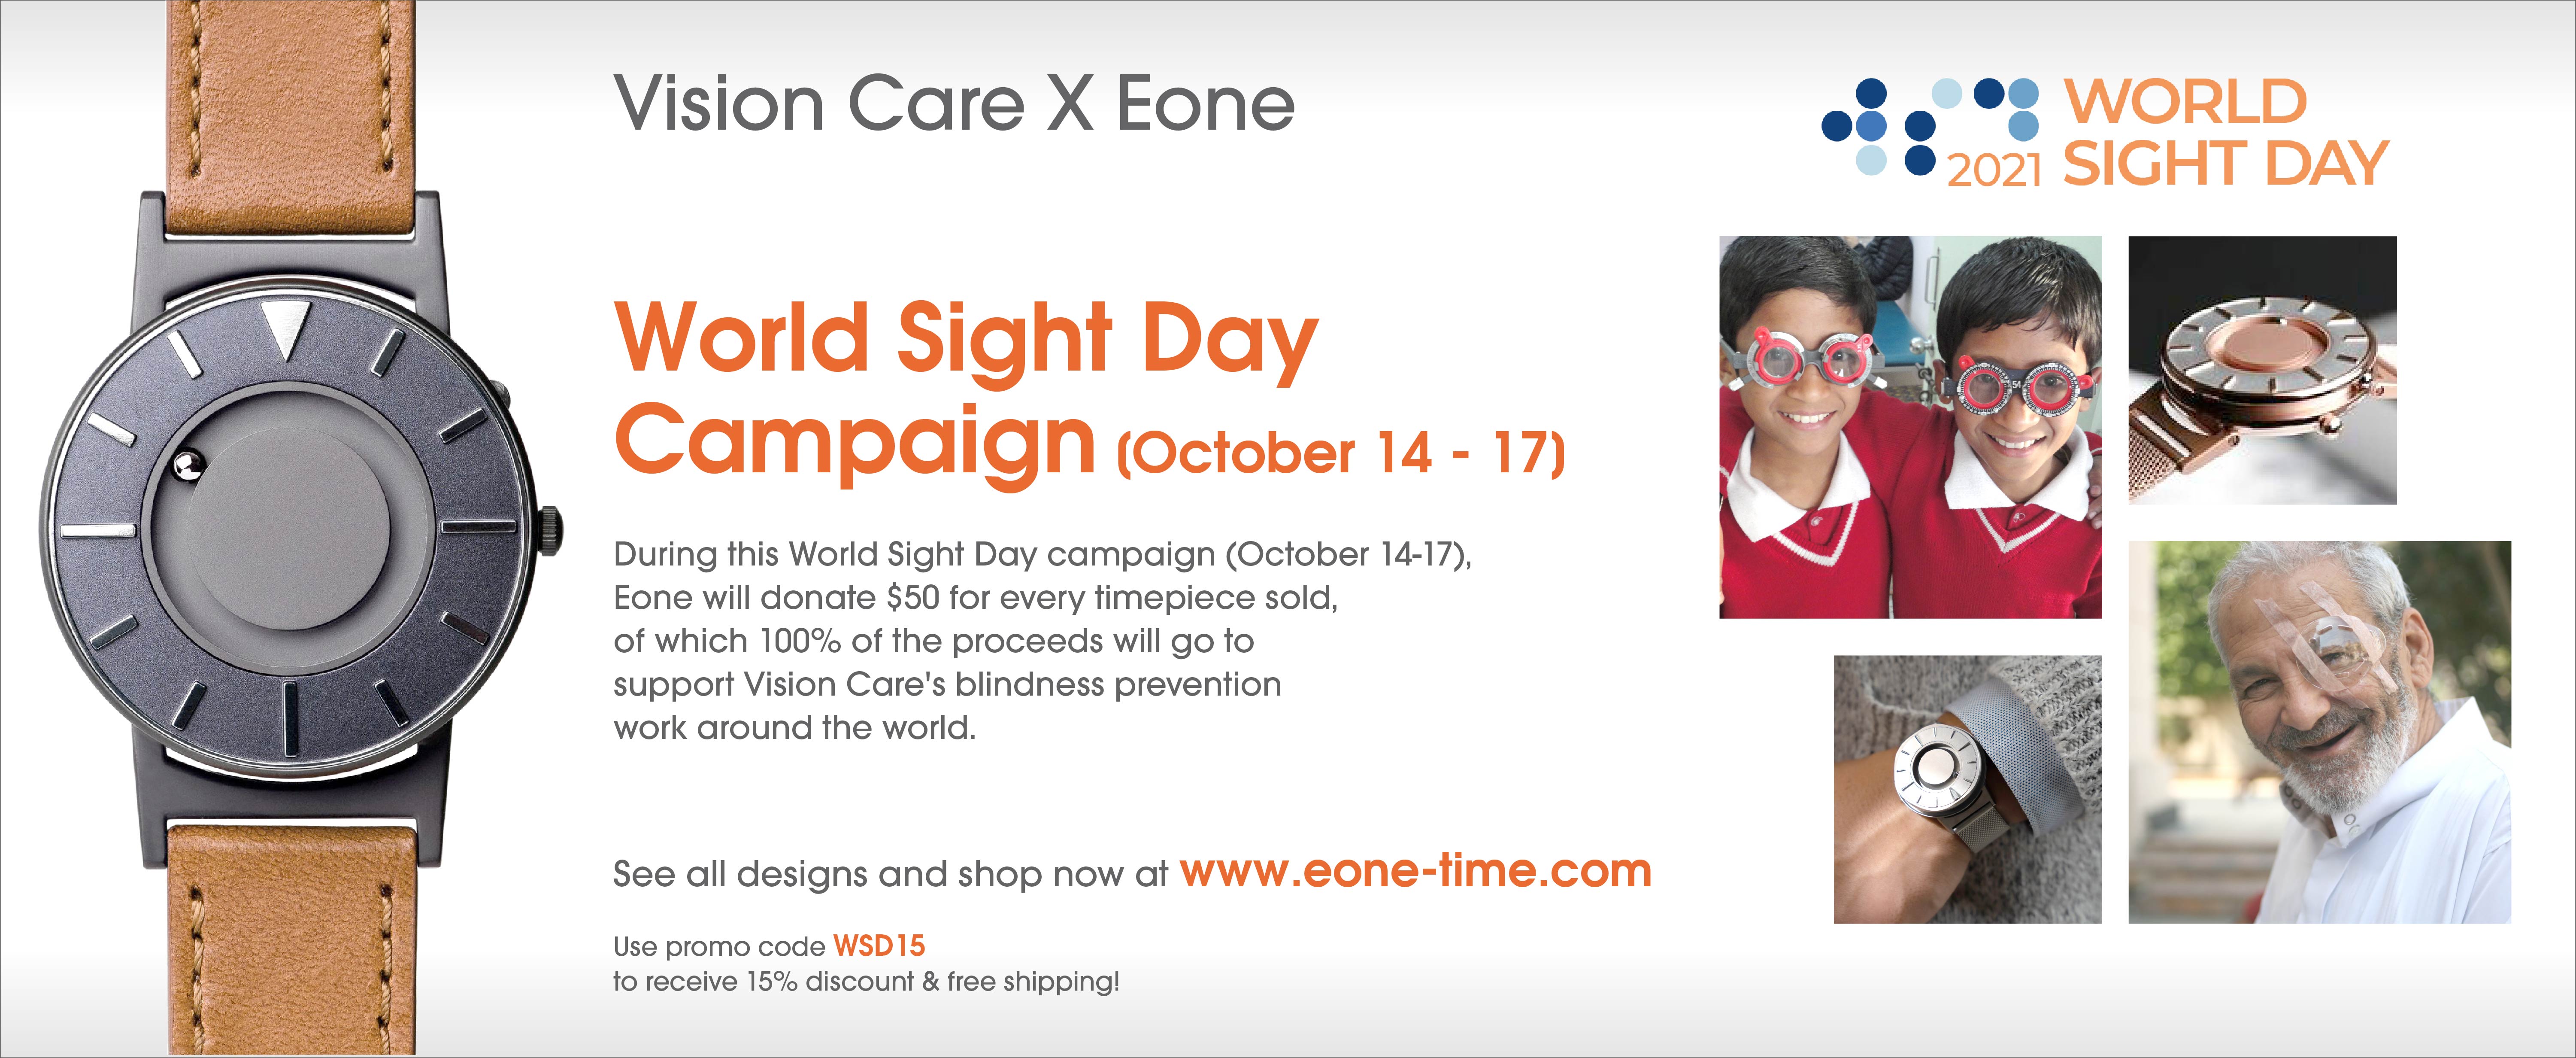 Vision Care X Eone
World Sight Day
Campaign (October 14 - 17)
During this World Sight Day campaign (October 14-17),
Eone will donate $50 for every timepiece sold,
of which 100% of the proceeds will go to
support Vision Care's blindness prevention
work around the world.
See all designs and shop now at www.eone-time.com
Use promo code WSD15
to receive 15% discount & free shipping!
WORLD
2021 SIGHT DAY
54